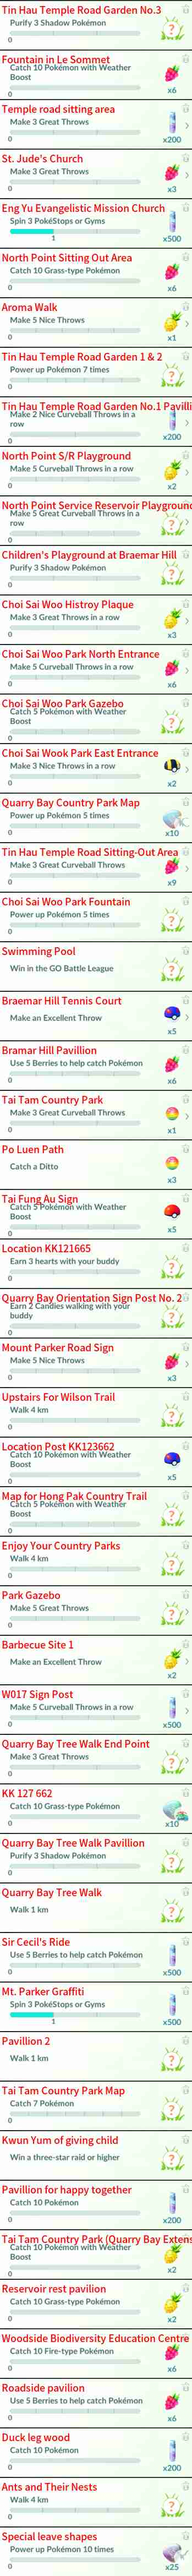 Tin Hau Temple Road Garden No.3
Purify 3 Shadow Pokémon
0
Fountain in Le Sommet
Catch 10 Pokémon with Weather
Boost
0
x6
Temple road sitting area
Make 3 Great Throws
0
x200
St. Jude's Church
Make 3 Great Throws
0
x3
Eng Yu Evangelistic Mission Church
Spin 3 PokéStops or Gyms
1
x500
North Point Sitting Out Area
Catch 10 Grass-type Pokémon
0
x6
Aroma Walk
Make 5 Nice Throws
0
x1
Tin Hau Temple Road Garden 1 & 2
Power up Pokémon 7 times
0
Tin Hau Temple Road Garden No.1 Pavilli
Make 2 Nice Curveball Throws in a
row
0
x200
North Point S/R Playground
Make 5 Curveball Throws in a row
0
x2
North Point Service Reservoir Playground
Make 5 Great Curveball Throws in a
row
0
Children's Playground at Braemar Hill
Purify 3 Shadow Pokémon
0
Choi Sai Woo Histroy Plaque
Make 3 Great Throws in a row
0
x3
Choi Sai Woo Park North Entrance
Make 5 Curveball Throws in a row
0
x6
Choi Sai Woo Park Gazebo
Catch 5 Pokémon with Weather
Boost
0
Choi Sai Wook Park East Entrance
Make 3 Nice Throws in a row
0
x2
Quarry Bay Country Park Map
Power up Pokémon 5 times
0
x10
Tin Hau Temple Road Sitting-Out Area
Make 3 Great Curveball Throws
0
x9
Choi Sai Woo Park Fountain
Power up Pokémon 5 times
0
Swimming Pool
Win in the GO Battle League
Braemar Hill Tennis Court
Make an Excellent Throw
x5
Bramar Hill Pavillion
Use 5 Berries to help catch Pokémon
0
x6
Tai Tam Country Park
Make 3 Great Curveball Throws
0
x1
Po Luen Path
Catch a Ditto
x3
Tai Fung Au Sign
Catch 5 Pokémon with Weather
Boost
0
x5
Location KK121665
Earn 3 hearts with your buddy
0
Quarry Bay Orientation Sign Post No. 2
Earn 2 Candies walking with your
buddy
0
Mount Parker Road Sign
Make 5 Nice Throws
0
x3
Upstairs For Wilson Trail
Walk 4 km
0
Location Post KK123662
Catch 10 Pokémon with Weather
Boost
0
x5
Map for Hong Pak Country Trail
Catch 5 Pokémon with Weather
Boost
0
Enjoy Your Country Parks
Walk 4 km
0
Park Gazebo
Make 5 Great Throws
0
Barbecue Site 1
Make an Excellent Throw
x2
W017 Sign Post
Make 5 Curveball Throws in a row
0
x500
Quarry Bay Tree Walk End Point
Make 3 Great Throws
0
KK 127 662
Catch 10 Grass-type Pokémon
0
x10
Quarry Bay Tree Walk Pavillion
Purify 3 Shadow Pokémon
0
Quarry Bay Tree Walk
Walk 1 km
Sir Cecil's Ride
Use 5 Berries to help catch Pokémon
0
x500
Mt. Parker Graffiti
Spin 3 PokéStops or Gyms
1
x500
Pavillion 2
Walk 1 km
Tai Tam Country Park Map
Catch 7 Pokémon
0
Kwun Yum of giving child
Win a three-star raid or higher
Pavillion for happy together
Catch 10 Pokémon
0
x200
Tai Tam Country Park (Quarry Bay Extens
Catch 10 Pokémon with Weather
Boost
0
x2
Reservoir rest pavilion
Catch 10 Grass-type Pokémon
0
x2
Woodside Biodiversity Education Centre
Catch 10 Fire-type Pokémon
0
x6
Roadside pavilion
Use 5 Berries to help catch Pokémon
0
x6
Duck leg wood
Catch 10 Pokémon
0
x200
Ants and Their Nests
Walk 4 km
0
Special leave shapes
Power up Pokémon 10 times
0
x25